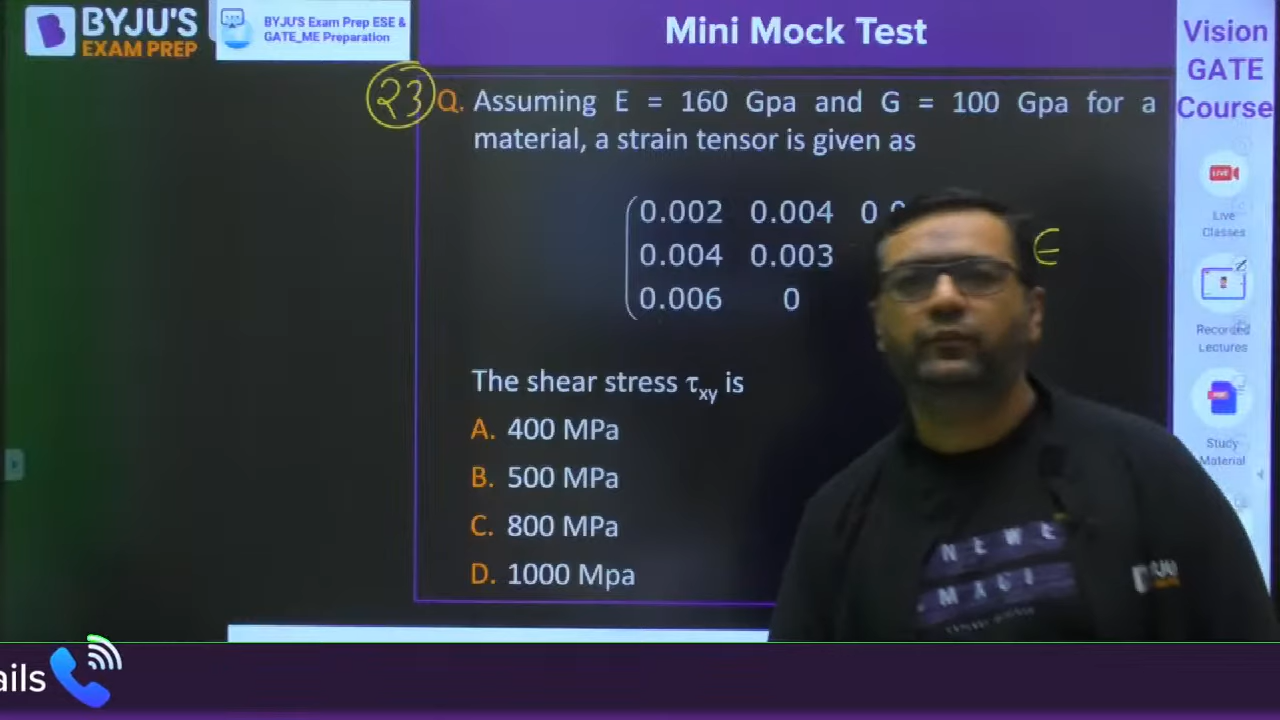 BYJU'S
EXAM PREP
BYJU'S Exam Prep ESE &
GATE_ME Preparation
Mini Mock Test
Vision
GATE
Course
23
Q. Assuming E = 160 Gpa and G = 100 Gpa for a
material, a strain tensor is given as
0.002 0.004 0
0.004 0.003
0.006 0
∈
The shear stress τxy is
A. 400 MPa
B. 500 MPa
C. 800 MPa
D. 1000 Mpa
LIVE
Live
Classes
Recorded
Lectures
PDF
Study
Material
ails